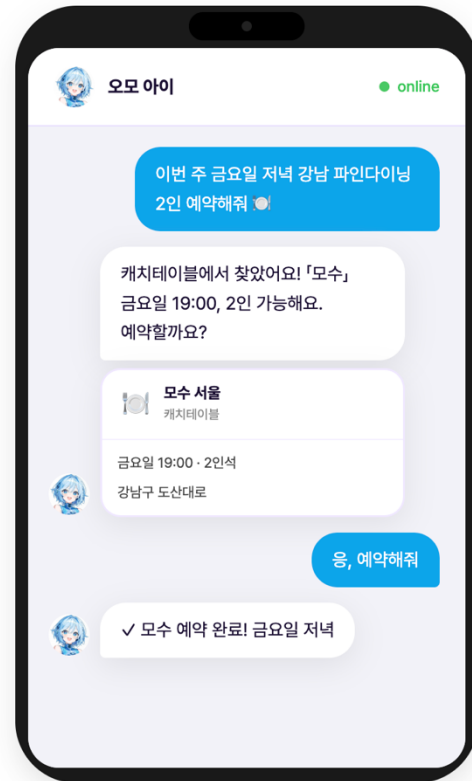 오모 아이
online
이번 주 금요일 저녁 강남 파인다이닝
2인 예약해줘 🍽️
캐치테이블에서 찾았어요! 「모수」
금요일 19:00, 2인 가능해요.
예약할까요?
모수 서울
캐치테이블
금요일 19:00 · 2인석
강남구 도산대로
응, 예약해줘
✓ 모수 예약 완료! 금요일 저녁